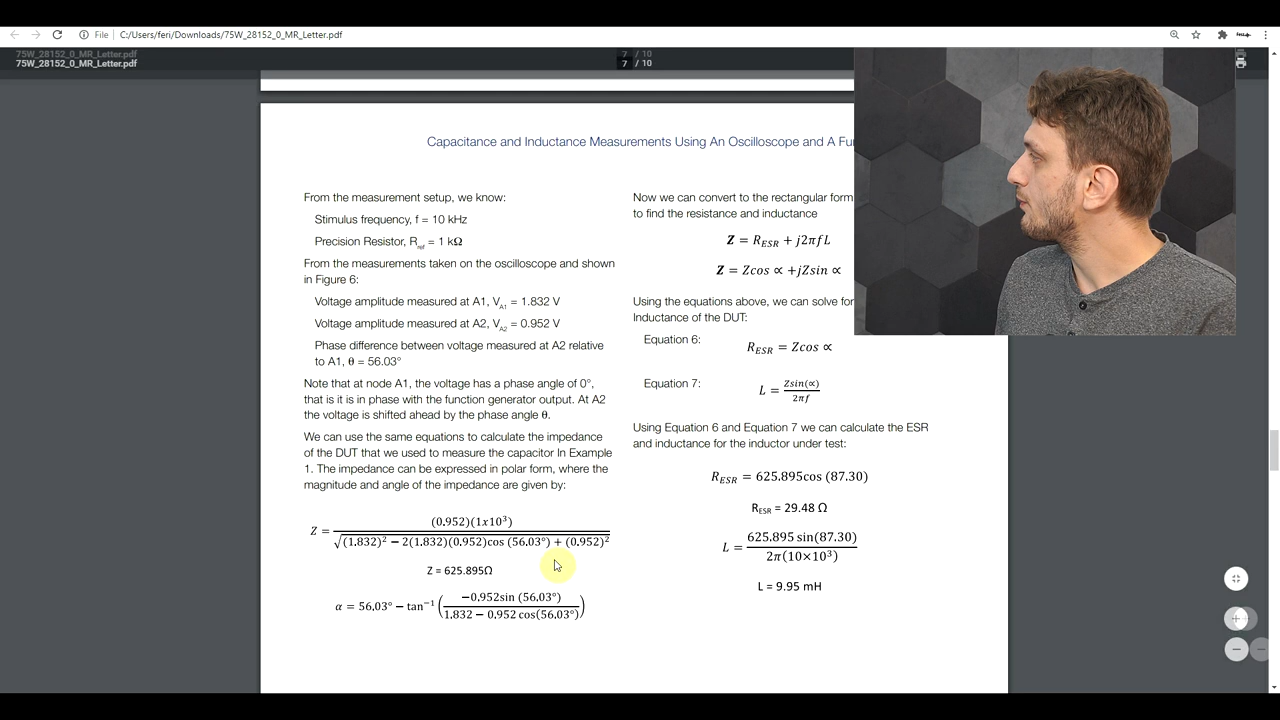 File
C:/Users/feri/Downloads/75W_28152_0_MR_Letter.pdf
75W_28152_0_MR_Letter.pdf
7 / 10
75W_28152_0_MR_Letter.pdf
7 / 10
Capacitance and Inductance Measurements Using An Oscilloscope and A Fu
From the measurement setup, we know:
Stimulus frequency, f = 10 kHz
Precision Resistor, R_ref = 1 kΩ
From the measurements taken on the oscilloscope and shown
in Figure 6:
Voltage amplitude measured at A1, V_A1 = 1.832 V
Voltage amplitude measured at A2, V_A2 = 0.952 V
Phase difference between voltage measured at A2 relative
to A1, θ = 56.03°
Note that at node A1, the voltage has a phase angle of 0°,
that is it is in phase with the function generator output. At A2
the voltage is shifted ahead by the phase angle θ.
We can use the same equations to calculate the impedance
of the DUT that we used to measure the capacitor In Example
1. The impedance can be expressed in polar form, where the
magnitude and angle of the impedance are given by:
Z = (0.952)(1x10³) / √((1.832)² − 2(1.832)(0.952)cos (56.03°) + (0.952)²)
Z = 625.895Ω
α = 56.03° − tan⁻¹ (−0.952sin (56.03°) / 1.832 − 0.952 cos(56.03°))
Now we can convert to the rectangular form
to find the resistance and inductance
Z = R_ESR + j2πfL
Z = Zcos ∝ +jZsin ∝
Using the equations above, we can solve for
Inductance of the DUT:
Equation 6: R_ESR = Zcos ∝
Equation 7: L = Zsin(∝) / 2πf
Using Equation 6 and Equation 7 we can calculate the ESR
and inductance for the inductor under test:
R_ESR = 625.895cos (87.30)
R_ESR = 29.48 Ω
L = 625.895 sin(87.30) / 2π(10×10³)
L = 9.95 mH